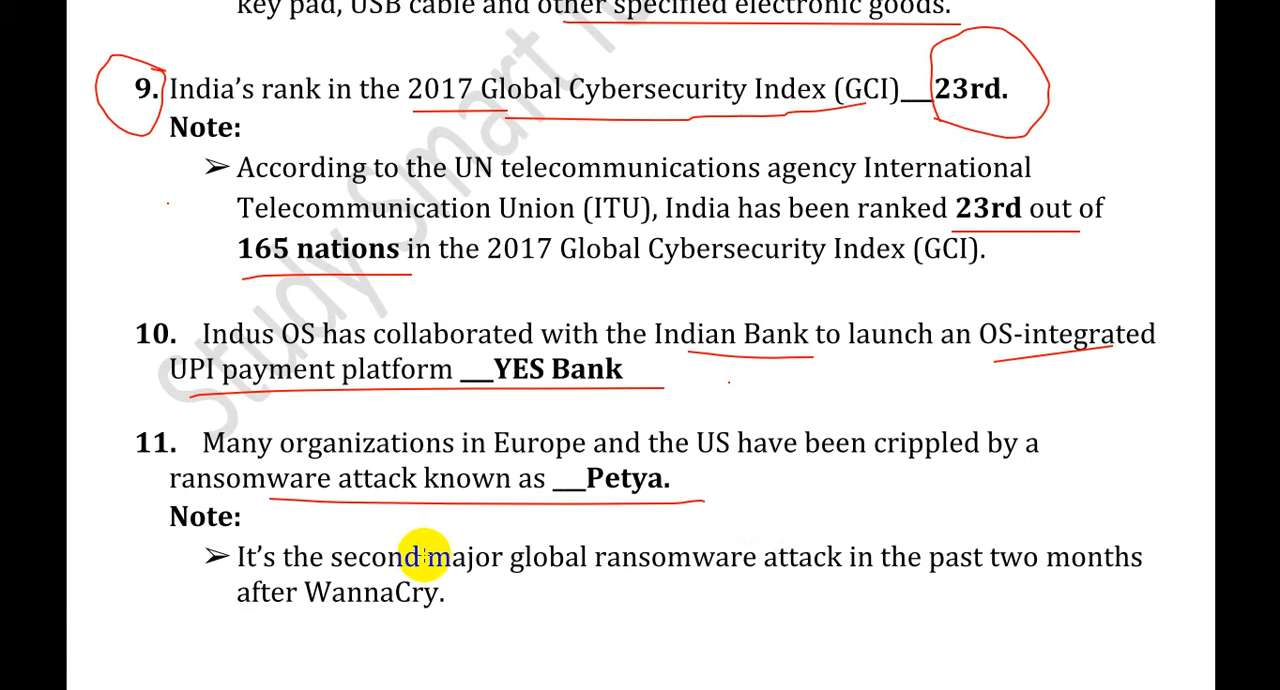 key pad, USB cable and other specified electronic goods.
9. India's rank in the 2017 Global Cybersecurity Index (GCI)___23rd.
Note:
➢ According to the UN telecommunications agency International
Telecommunication Union (ITU), India has been ranked 23rd out of
165 nations in the 2017 Global Cybersecurity Index (GCI).
10. Indus OS has collaborated with the Indian Bank to launch an OS-integrated
UPI payment platform ___YES Bank
11. Many organizations in Europe and the US have been crippled by a
ransomware attack known as ___Petya.
Note:
➢ It's the second major global ransomware attack in the past two months
after WannaCry.
Study Smart